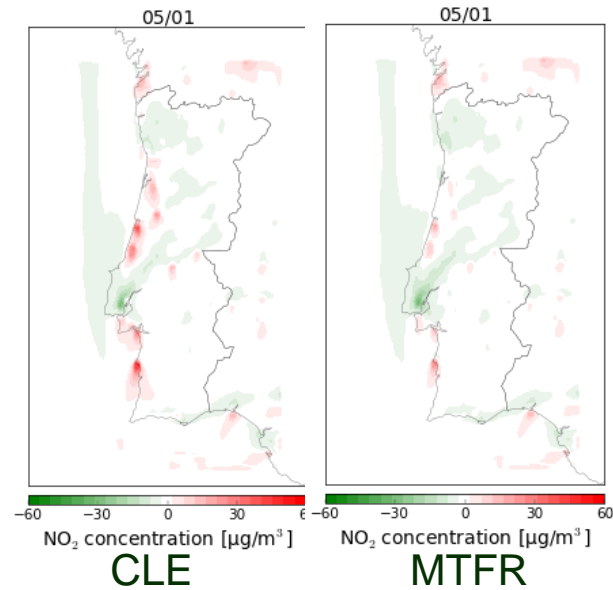 05/01
05/01
−60 −30 0 30 6
NO₂ concentration [µg/m³]
−60 −30 0 30 60
NO₂ concentration [µg/m³]
CLE
MTFR